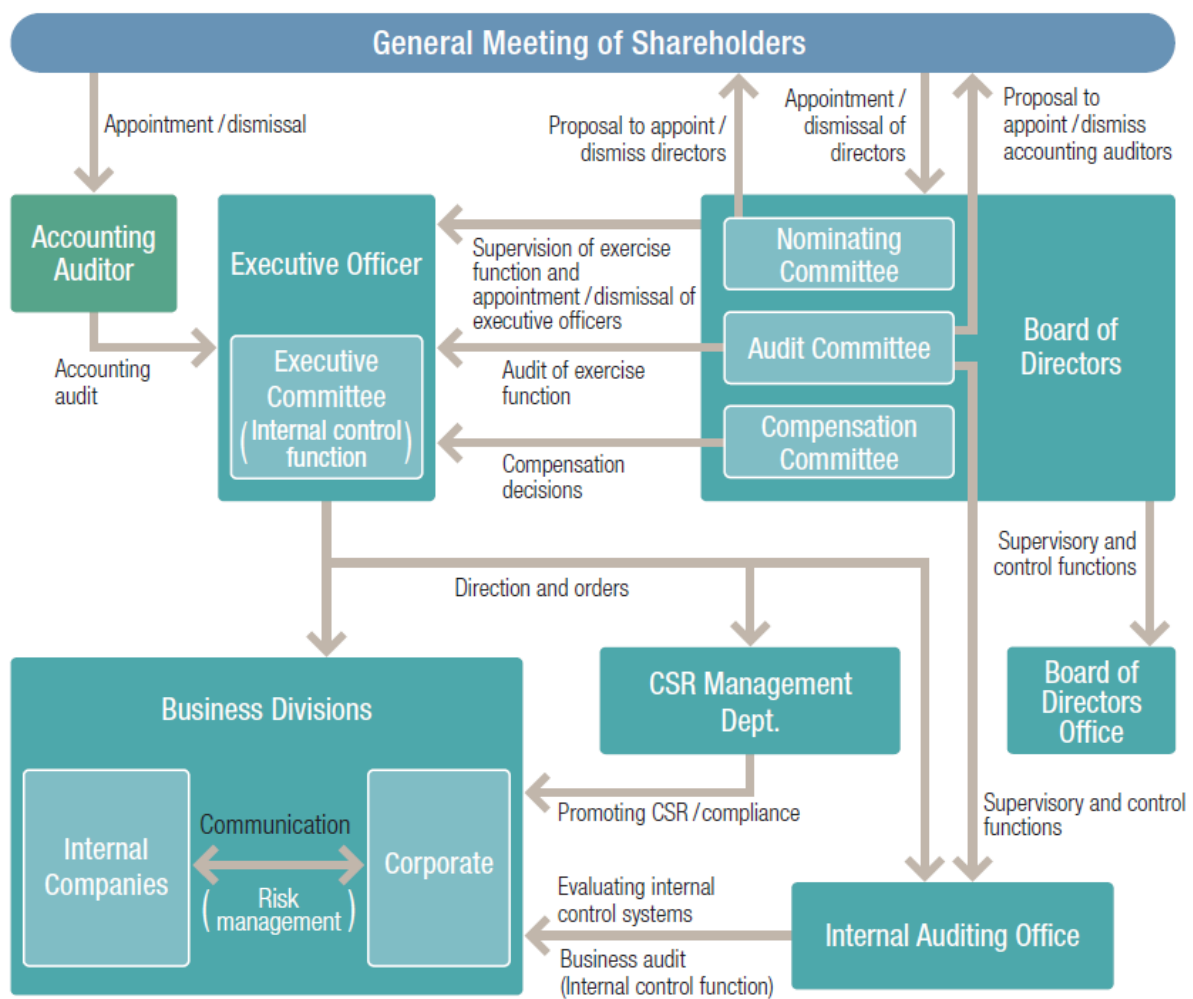 General Meeting of Shareholders
Appointment / dismissal
Proposal to appoint /
dismiss directors
Appointment /
dismissal of
directors
Proposal to
appoint / dismiss
accounting auditors
Accounting
Auditor
Executive Officer
Supervision of exercise
function and
appointment / dismissal of
executive officers
Nominating
Committee
Board of
Directors
Accounting
audit
Executive
Committee
(Internal control
function)
Audit Committee
Audit of exercise
function
Compensation
Committee
Compensation
decisions
Supervisory and
control functions
Direction and orders
Business Divisions
CSR Management
Dept.
Board of
Directors
Office
Promoting CSR / compliance
Supervisory and control
functions
Internal
Companies
Communication
(Risk
management)
Corporate
Evaluating internal
control systems
Business audit
(Internal control function)
Internal Auditing Office